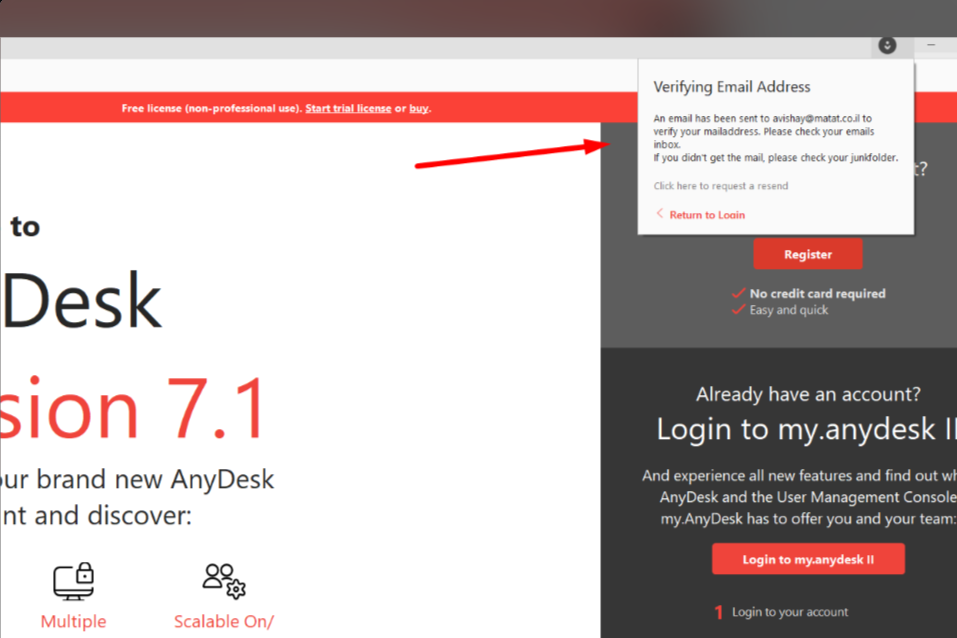 Verifying Email Address
An email has been sent to avishay@matat.co.il to
verify your mailaddress. Please check your emails
inbox.
If you didn't get the mail, please check your junkfolder.
Click here to request a resend
Return to Login
Free license (non-professional use). Start trial license or buy.
to
Desk
sion 7.1
our brand new AnyDesk
nt and discover:
Multiple
Scalable On/
t?
Register
No credit card required
Easy and quick
Already have an account?
Login to my.anydesk II
And experience all new features and find out wh
AnyDesk and the User Management Console
my.AnyDesk has to offer you and your team:
Login to my.anydesk II
1 Login to your account